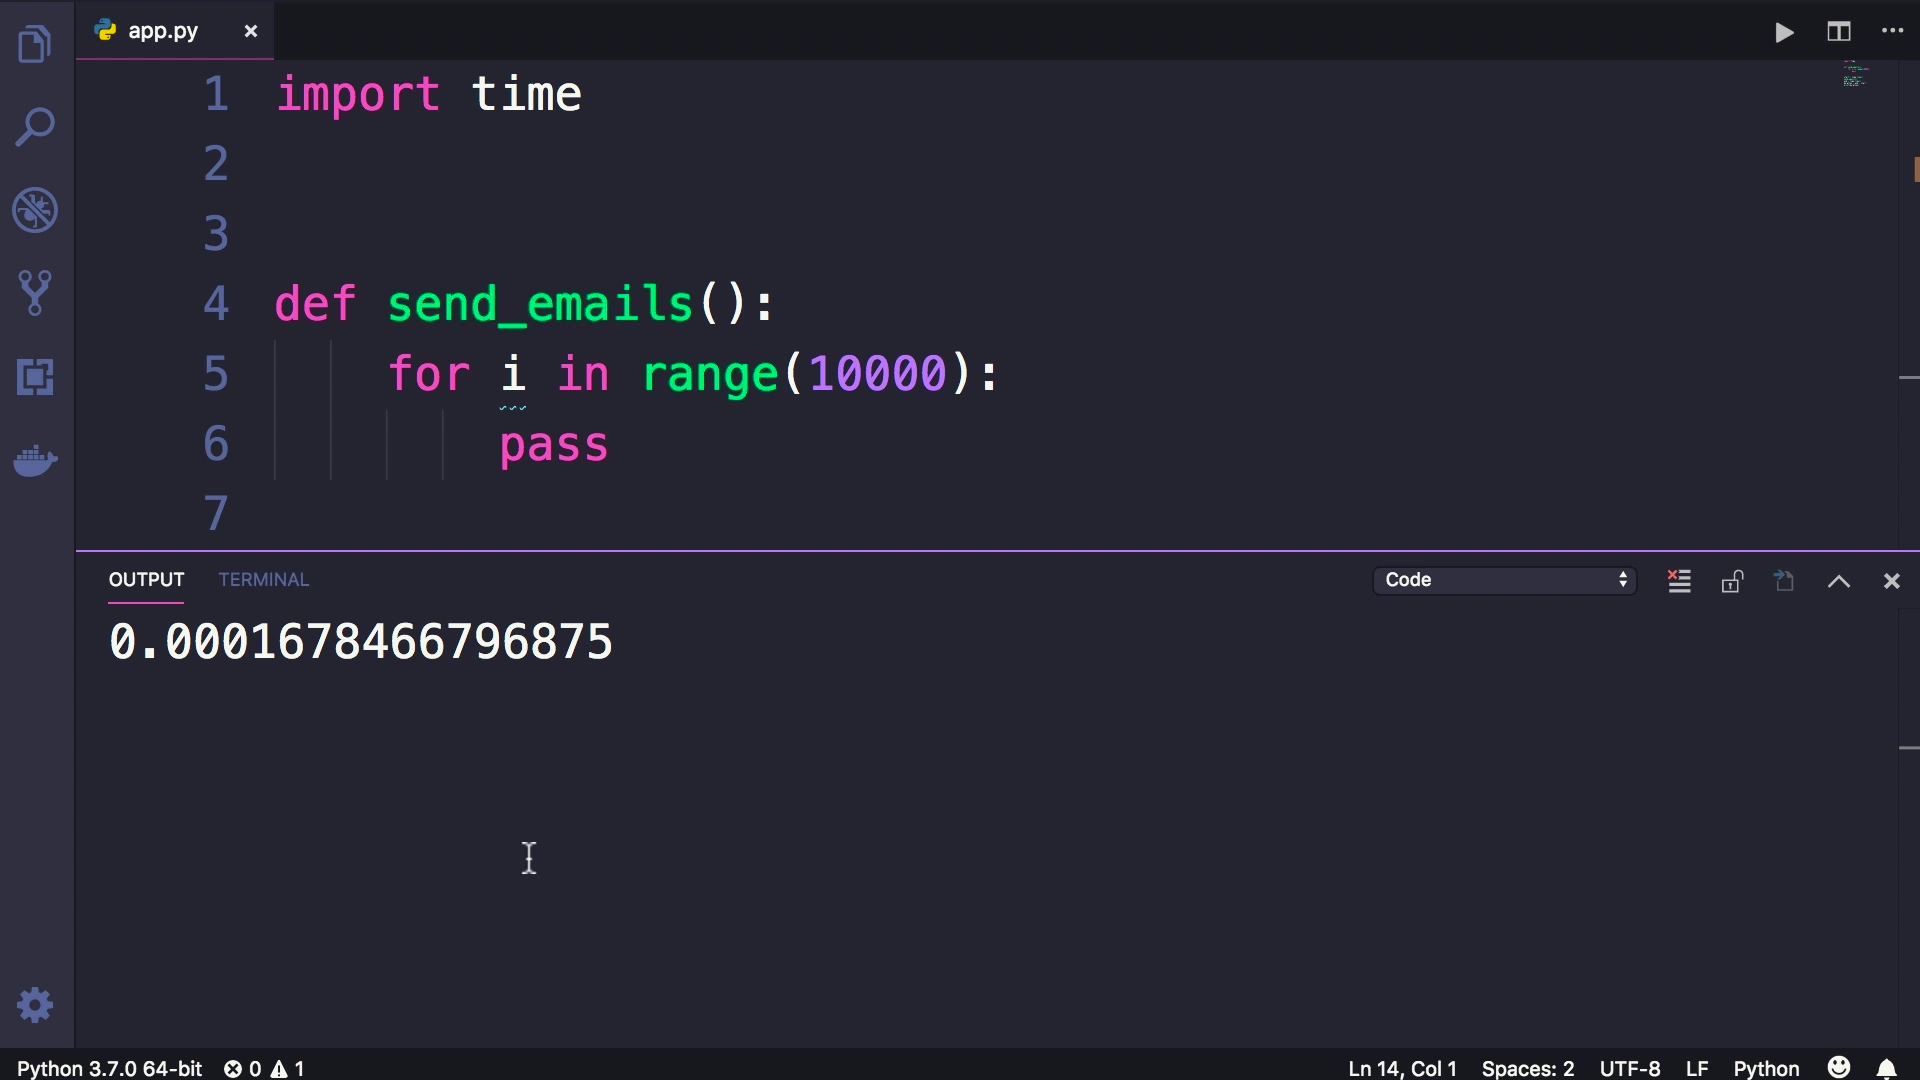 app.py
1 import time
2
3
4 def send_emails():
5 for i in range(10000):
6 pass
7
OUTPUT TERMINAL Code
0.0001678466796875
Python 3.7.0 64-bit 0 1 Ln 14, Col 1 Spaces: 2 UTF-8 LF Python